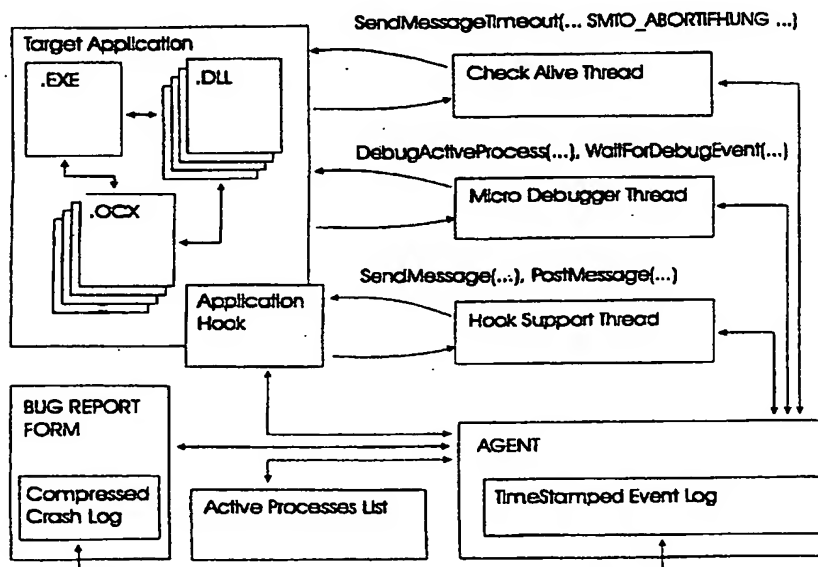 SendMessageTimeout(... SMTO_ABORTIFHUNG ...)
Target Application
.EXE
.DLL
Check Alive Thread
DebugActiveProcess(...), WaitForDebugEvent(...)
Micro Debugger Thread
.OCX
SendMessage(...), PostMessage(...)
Application
Hook
Hook Support Thread
BUG REPORT
FORM
Compressed
Crash Log
Active Processes List
AGENT
TimeStamped Event Log